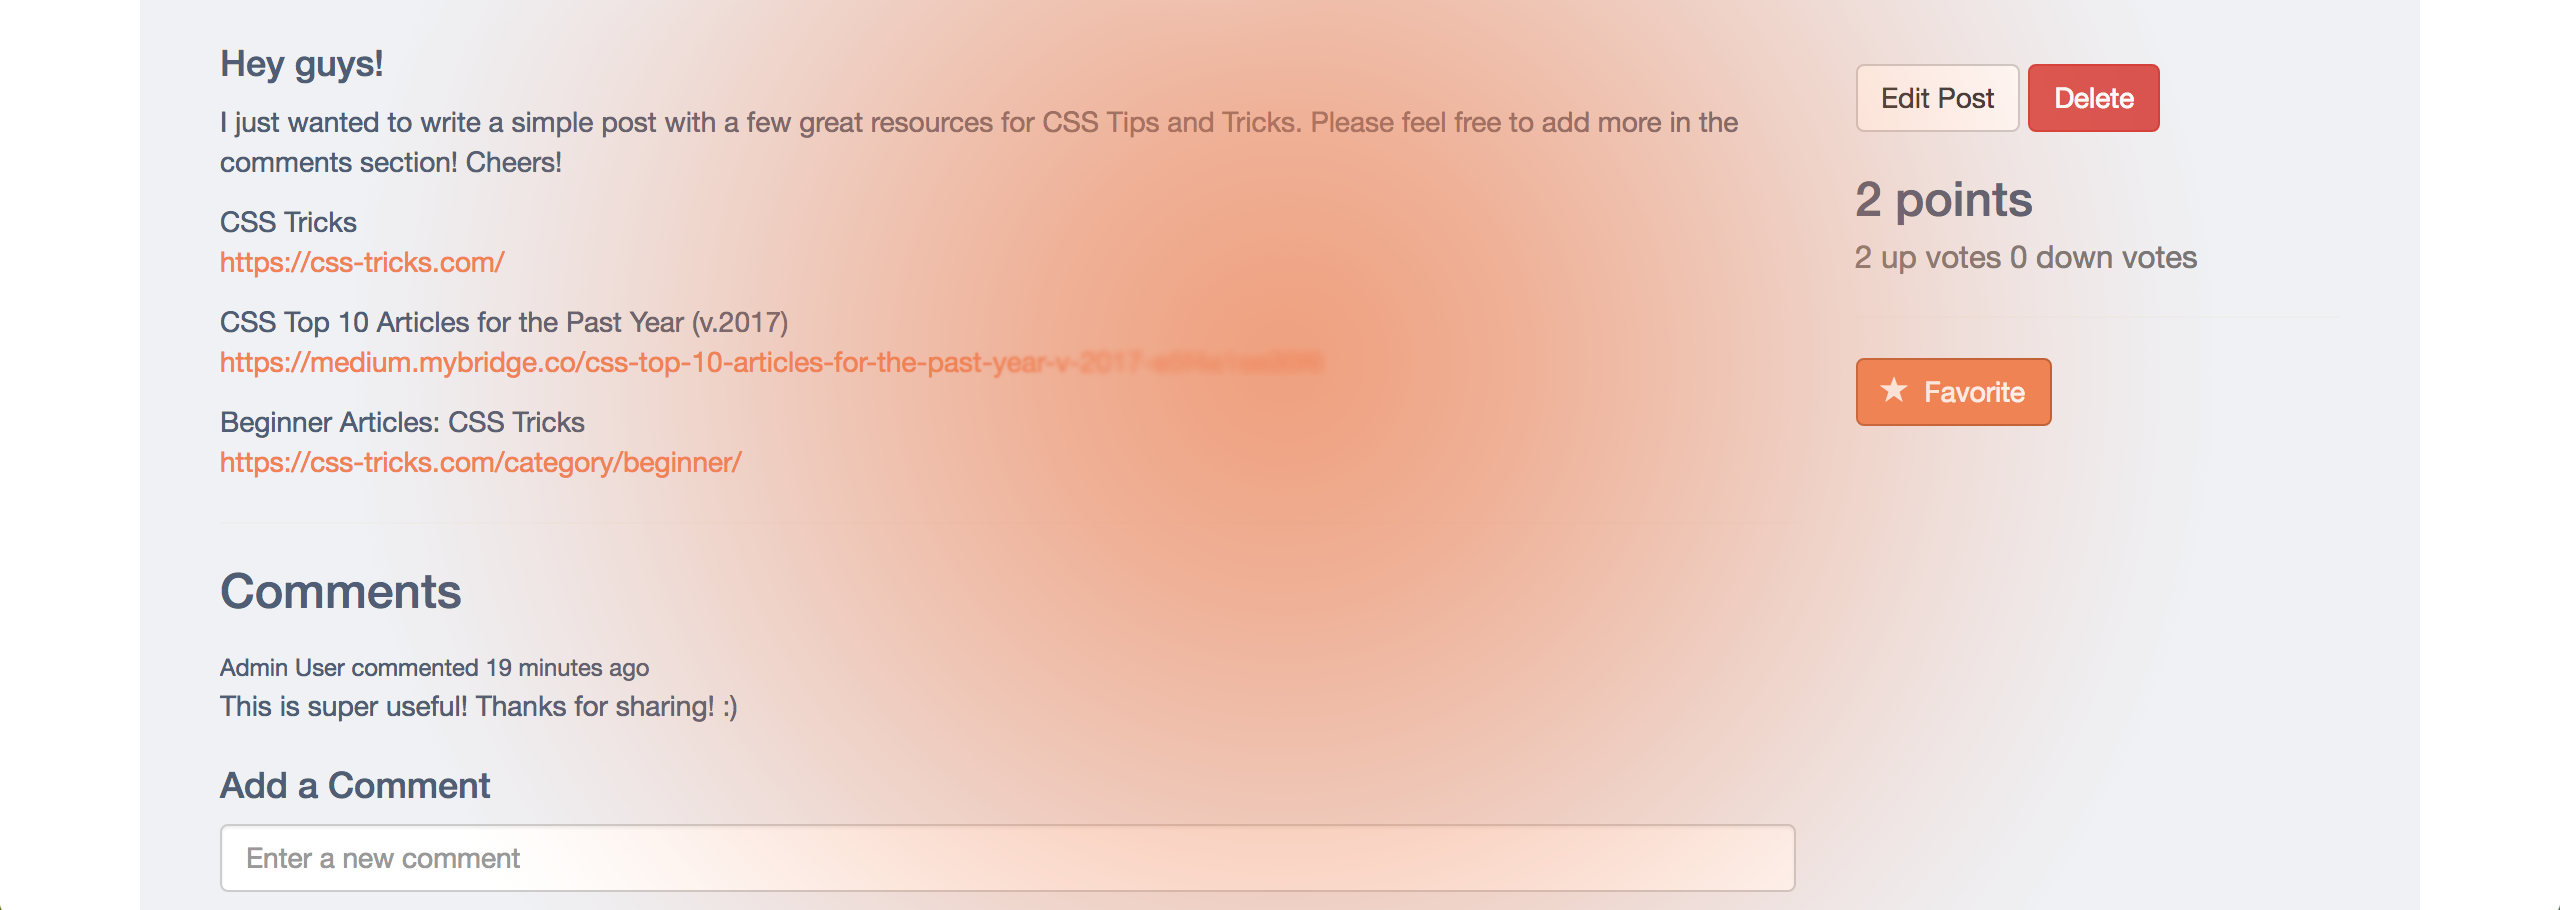 Hey guys!
I just wanted to write a simple post with a few great resources for CSS Tips and Tricks. Please feel free to add more in the
comments section! Cheers!
CSS Tricks
https://css-tricks.com/
CSS Top 10 Articles for the Past Year (v.2017)
https://medium.mybridge.co/css-top-10-articles-for-the-past-year-v-2017-
Beginner Articles: CSS Tricks
https://css-tricks.com/category/beginner/
Comments
Admin User commented 19 minutes ago
This is super useful! Thanks for sharing! :)
Add a Comment
Enter a new comment
Edit Post
Delete
2 points
2 up votes 0 down votes
★ Favorite